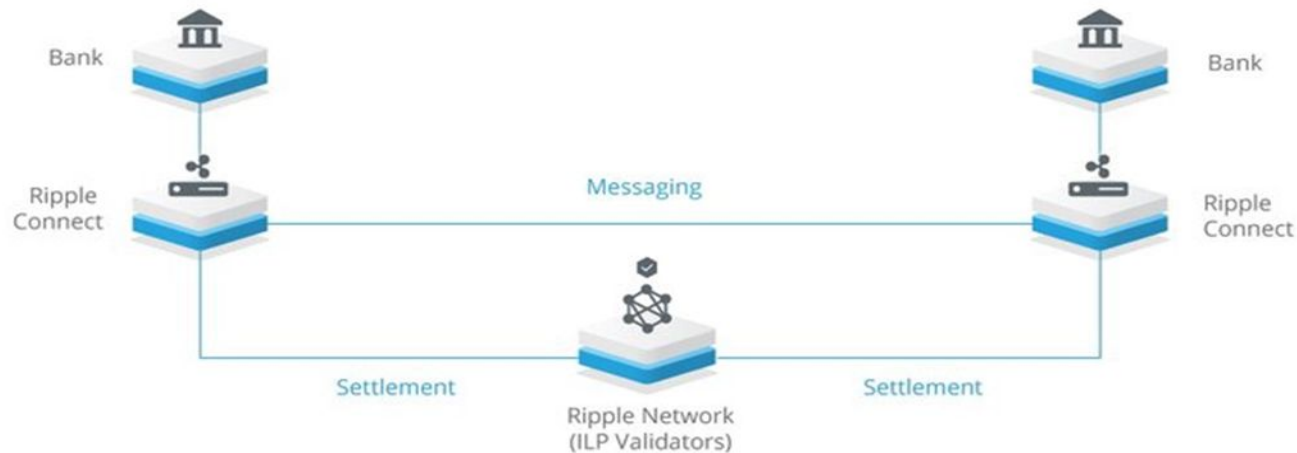 Bank
Bank
Ripple
Connect
Messaging
Ripple
Connect
Settlement
Settlement
Ripple Network
(ILP Validators)